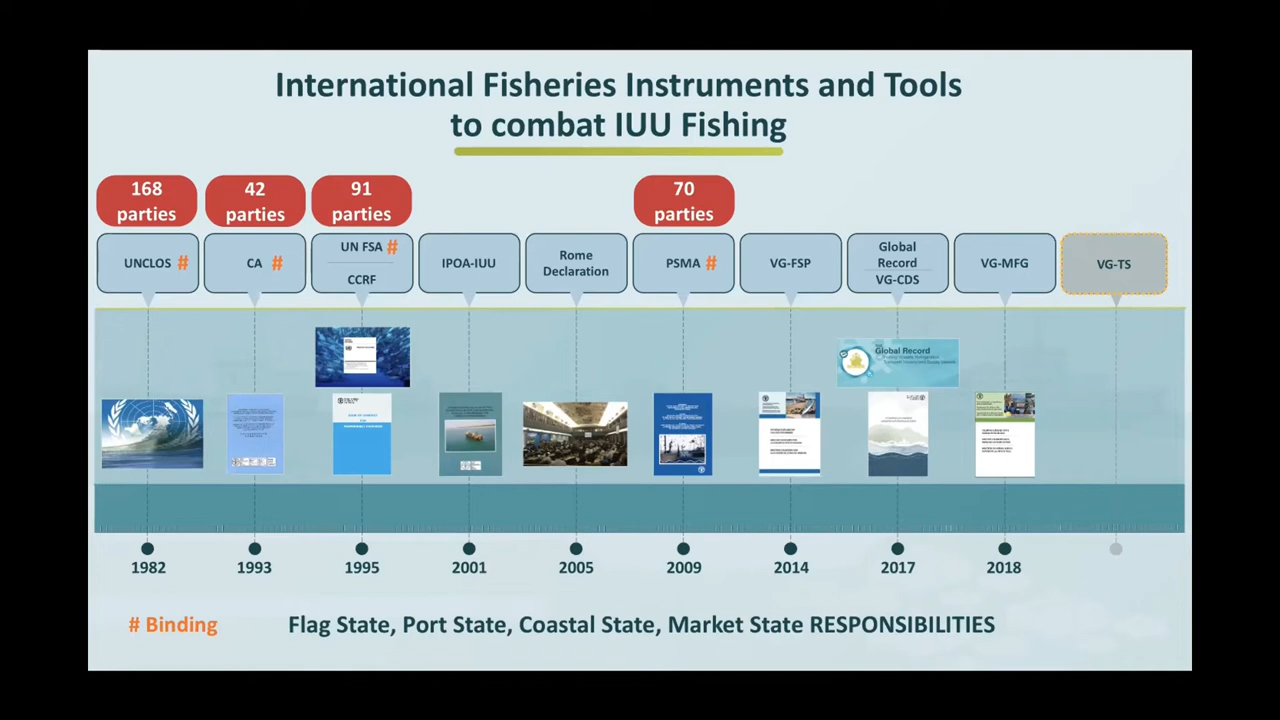 International Fisheries Instruments and Tools
to combat IUU Fishing
168
parties
42
parties
91
parties
70
parties
UNCLOS #
CA #
UN FSA #
CCRF
IPOA-IUU
Rome
Declaration
PSMA #
VG-FSP
Global
Record
VG-CDS
VG-MFG
VG-TS
Global Record
1982
1993
1995
2001
2005
2009
2014
2017
2018
# Binding
Flag State, Port State, Coastal State, Market State RESPONSIBILITIES